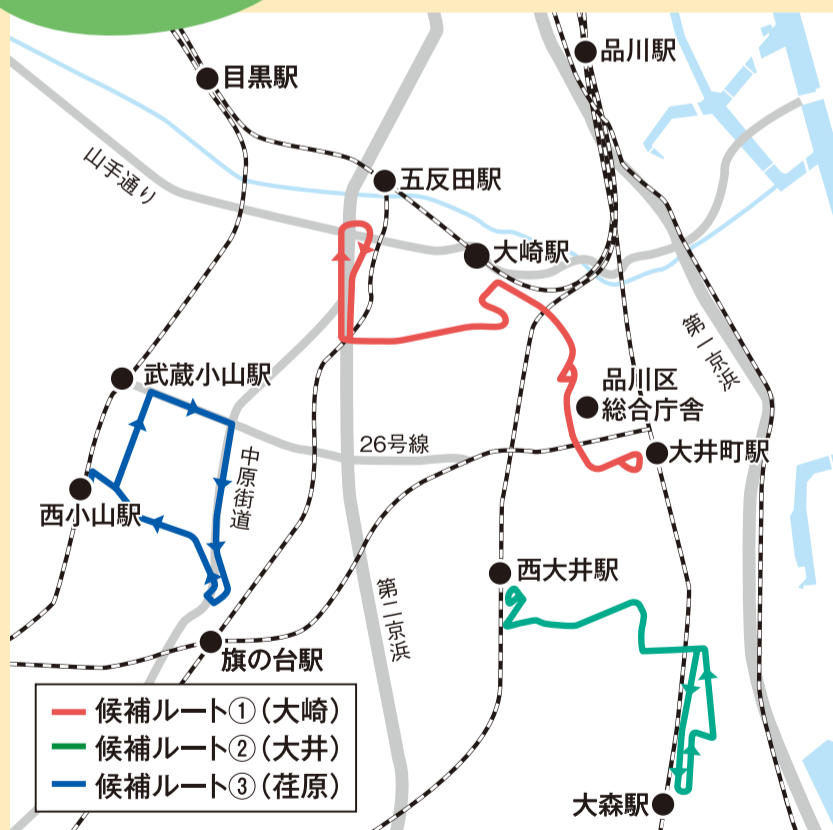 品川駅
目黒駅
山手通り
五反田駅
大崎駅
第一京浜
武蔵小山駅
品川区
総合庁舎
26号線
大井町駅
中原街道
西小山駅
西大井駅
第二京浜
旗の台駅
候補ルート①（大崎）
候補ルート②（大井）
候補ルート③（荏原）
大森駅